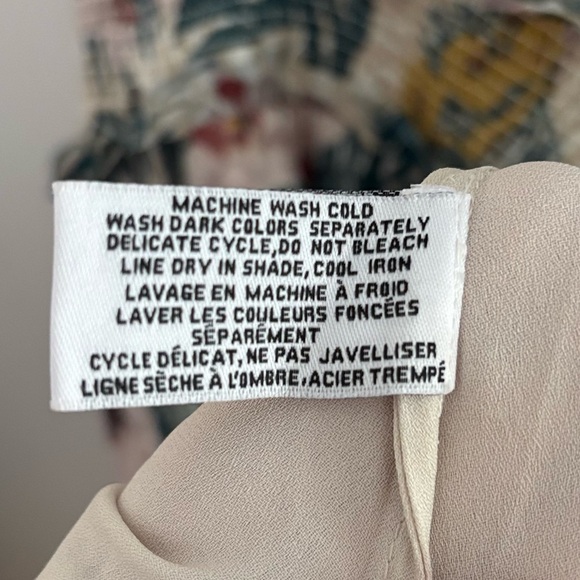 MACHINE WASH COLD
WASH DARK COLORS SEPARATELY
DELICATE CYCLE,DO NOT BLEACH
LINE DRY IN SHADE,COOL IRON
LAVAGE EN MACHINE À FROID
LAVER LES COULEURS FONCÉES
SÉPARÉMENT
CYCLE DÉLICAT,NE PAS JAVELLISER
LIGNE SÈCHE À L'OMBRE,ACIER TREMPÉ